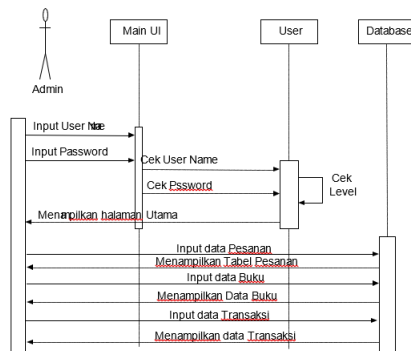 Main UI
User
Database
Admin
Input User
Input Password
Cek User Name
Cek Pssword
Cek
Level
Menampilkan halaman Utama
Input data Pesanan
Menampilkan Tabel Pesanan
Input data Buku
Menampilkan Data Buku
Input data Transaksi
Menampilkan data Transaksi